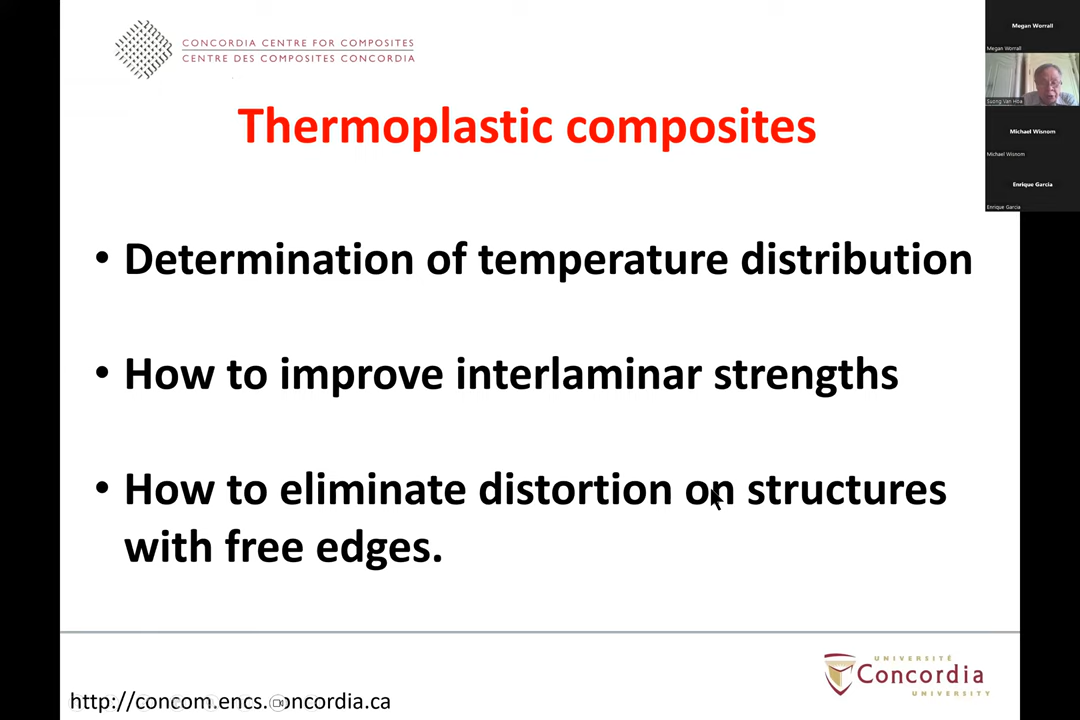 CONCORDIA CENTRE FOR COMPOSITES
CENTRE DES COMPOSITES CONCORDIA
Megan Worrall
Megan Worrall
Suong Van Hoa
Michael Wisnom
Michael Wisnom
Enrique Garcia
Enrique Garcia
Thermoplastic composites
• Determination of temperature distribution
• How to improve interlaminar strengths
• How to eliminate distortion on structures
with free edges.
UNIVERSITÉ
Concordia
UNIVERSITY
http://concom.encs.concordia.ca